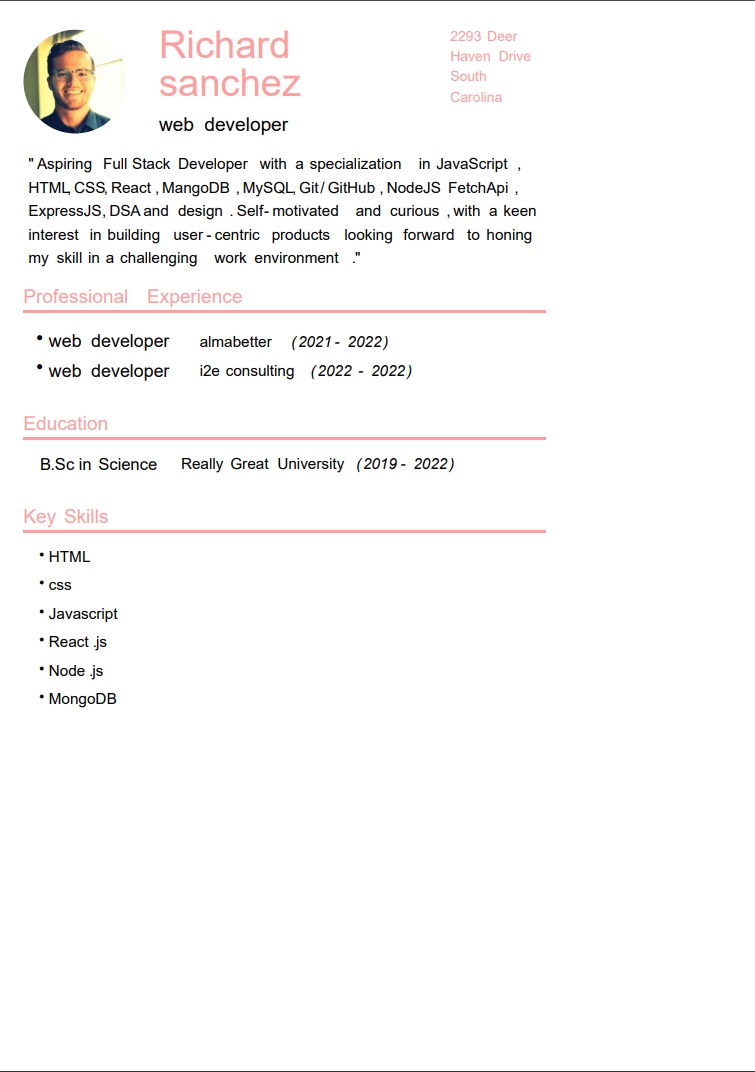 Richard
sanchez
web developer
2293 Deer
Haven Drive
South
Carolina
" Aspiring Full Stack Developer with a specialization in JavaScript ,
HTML, CSS, React , MangoDB , MySQL, Git / GitHub , NodeJS FetchApi ,
ExpressJS, DSA and design . Self- motivated and curious , with a keen
interest in building user - centric products looking forward to honing
my skill in a challenging work environment ."
Professional Experience
• web developer almabetter (2021 - 2022)
• web developer i2e consulting (2022 - 2022)
Education
B.Sc in Science Really Great University (2019 - 2022)
Key Skills
• HTML
• css
• Javascript
• React .js
• Node .js
• MongoDB